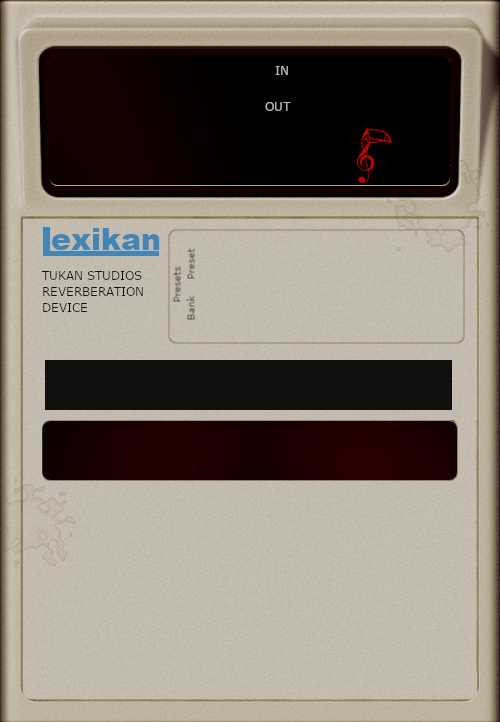 IN
OUT
lexikan
TUKAN STUDIOS
REVERBERATION
DEVICE
Presets
Bank Preset